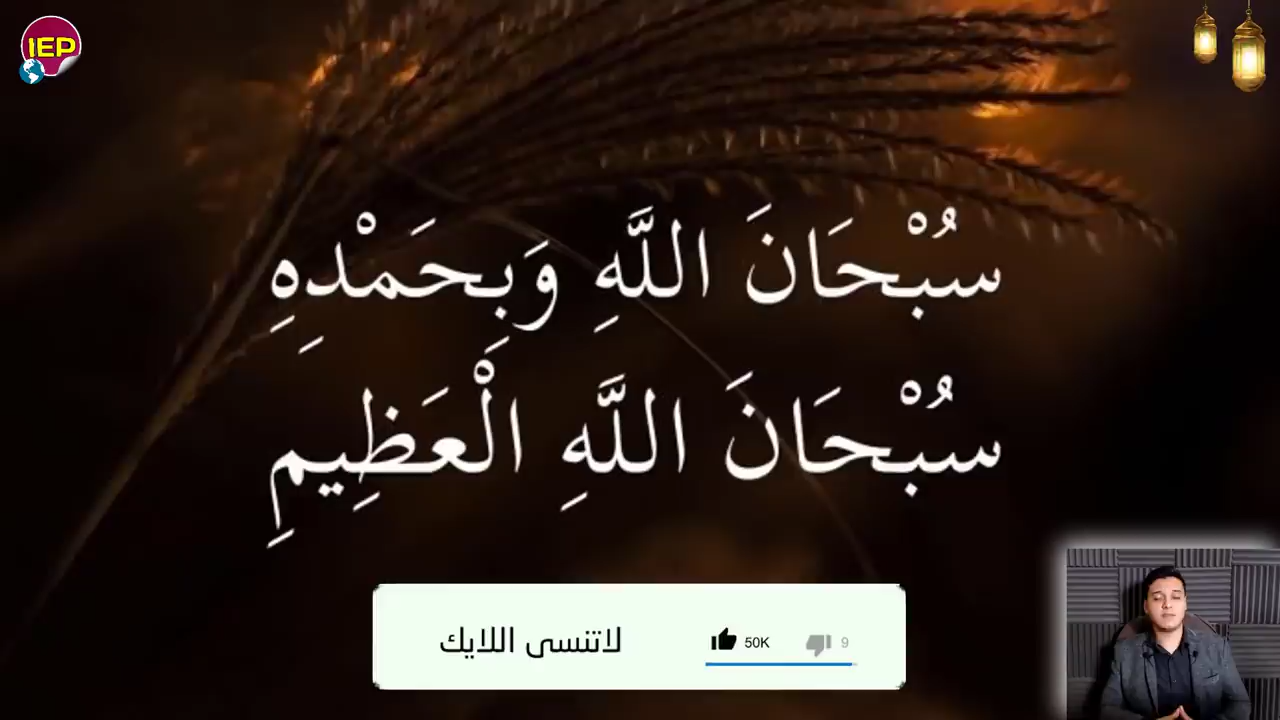 IEP
سُبْحَانَ اللَّهِ وَبِحَمْدِهِ
سُبْحَانَ اللَّهِ الْعَظِيمِ
لاتنسى اللايك
50K
9